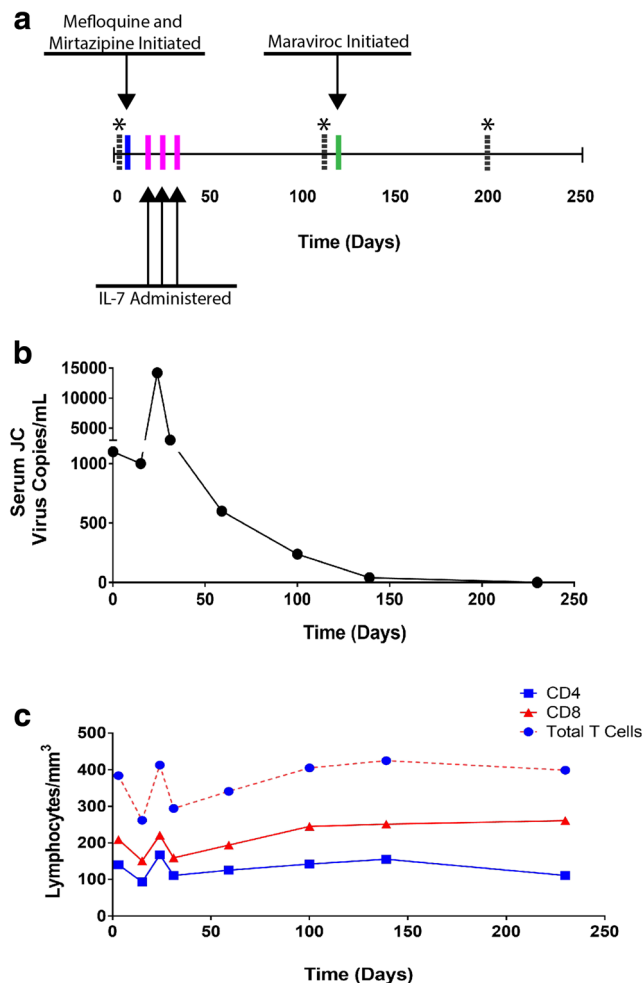 a
Mefloquine and
Mirtazipine Initiated
Maraviroc Initiated
* * *
0 50 100 150 200 250
Time (Days)
IL-7 Administered
b
15000
10000
5000
1000
500
0
Serum JC
Virus Copies/mL
0 50 100 150 200 250
Time (Days)
CD4
CD8
Total T Cells
c
500
400
300
200
100
0
Lymphocytes/mm³
0 50 100 150 200 250
Time (Days)